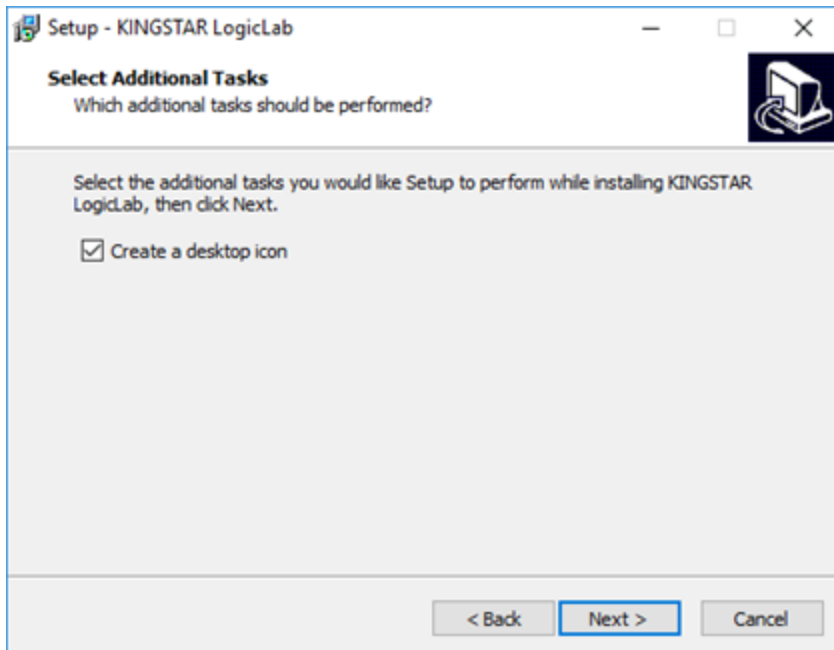 Setup - KINGSTAR LogicLab
Select Additional Tasks
Which additional tasks should be performed?
Select the additional tasks you would like Setup to perform while installing KINGSTAR
LogicLab, then click Next.
Create a desktop icon
< Back Next > Cancel